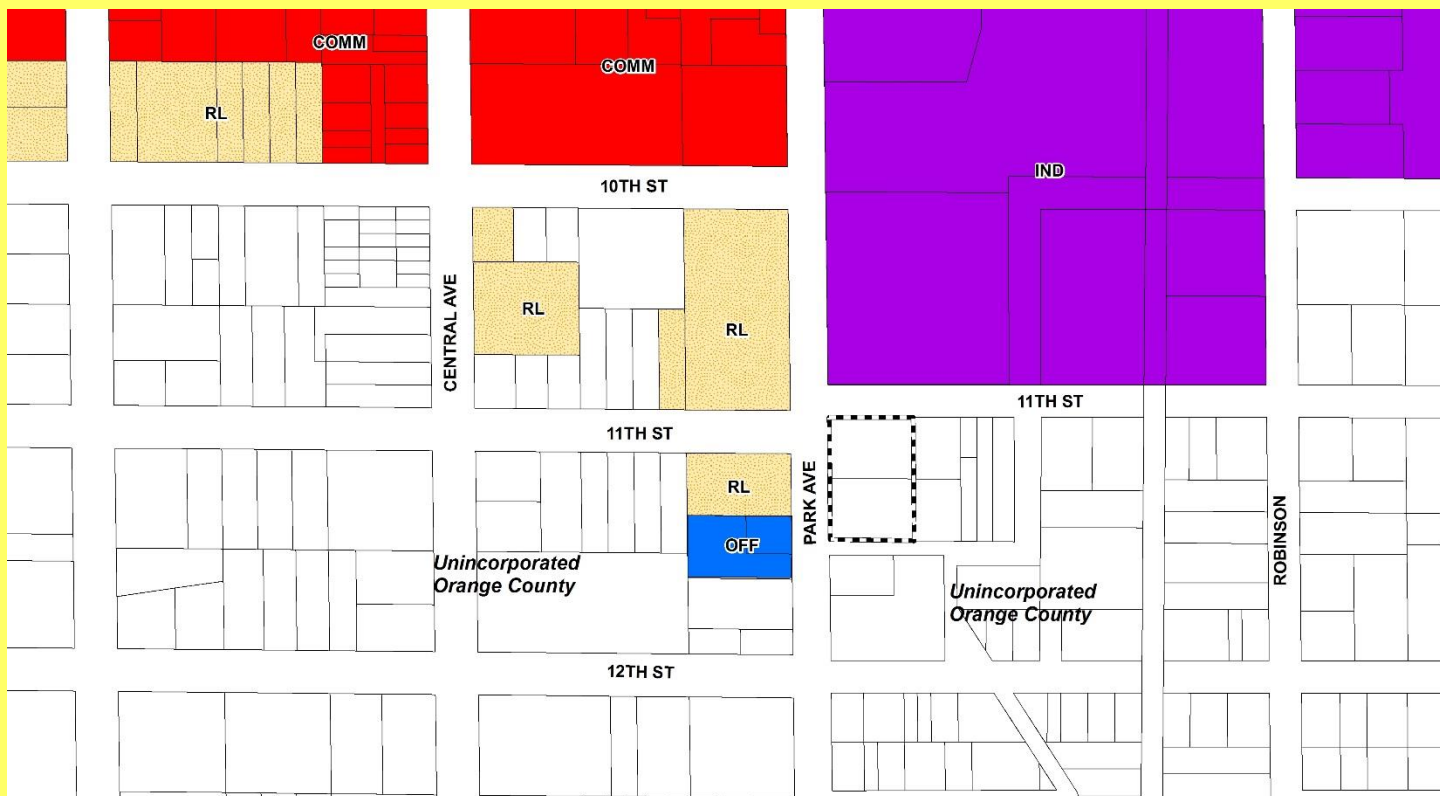 COMM
COMM
RL
IND
10TH ST
CENTRAL AVE
RL
RL
11TH ST
11TH ST
RL
PARK AVE
OFF
ROBINSON
Unincorporated
Orange County
Unincorporated
Orange County
12TH ST